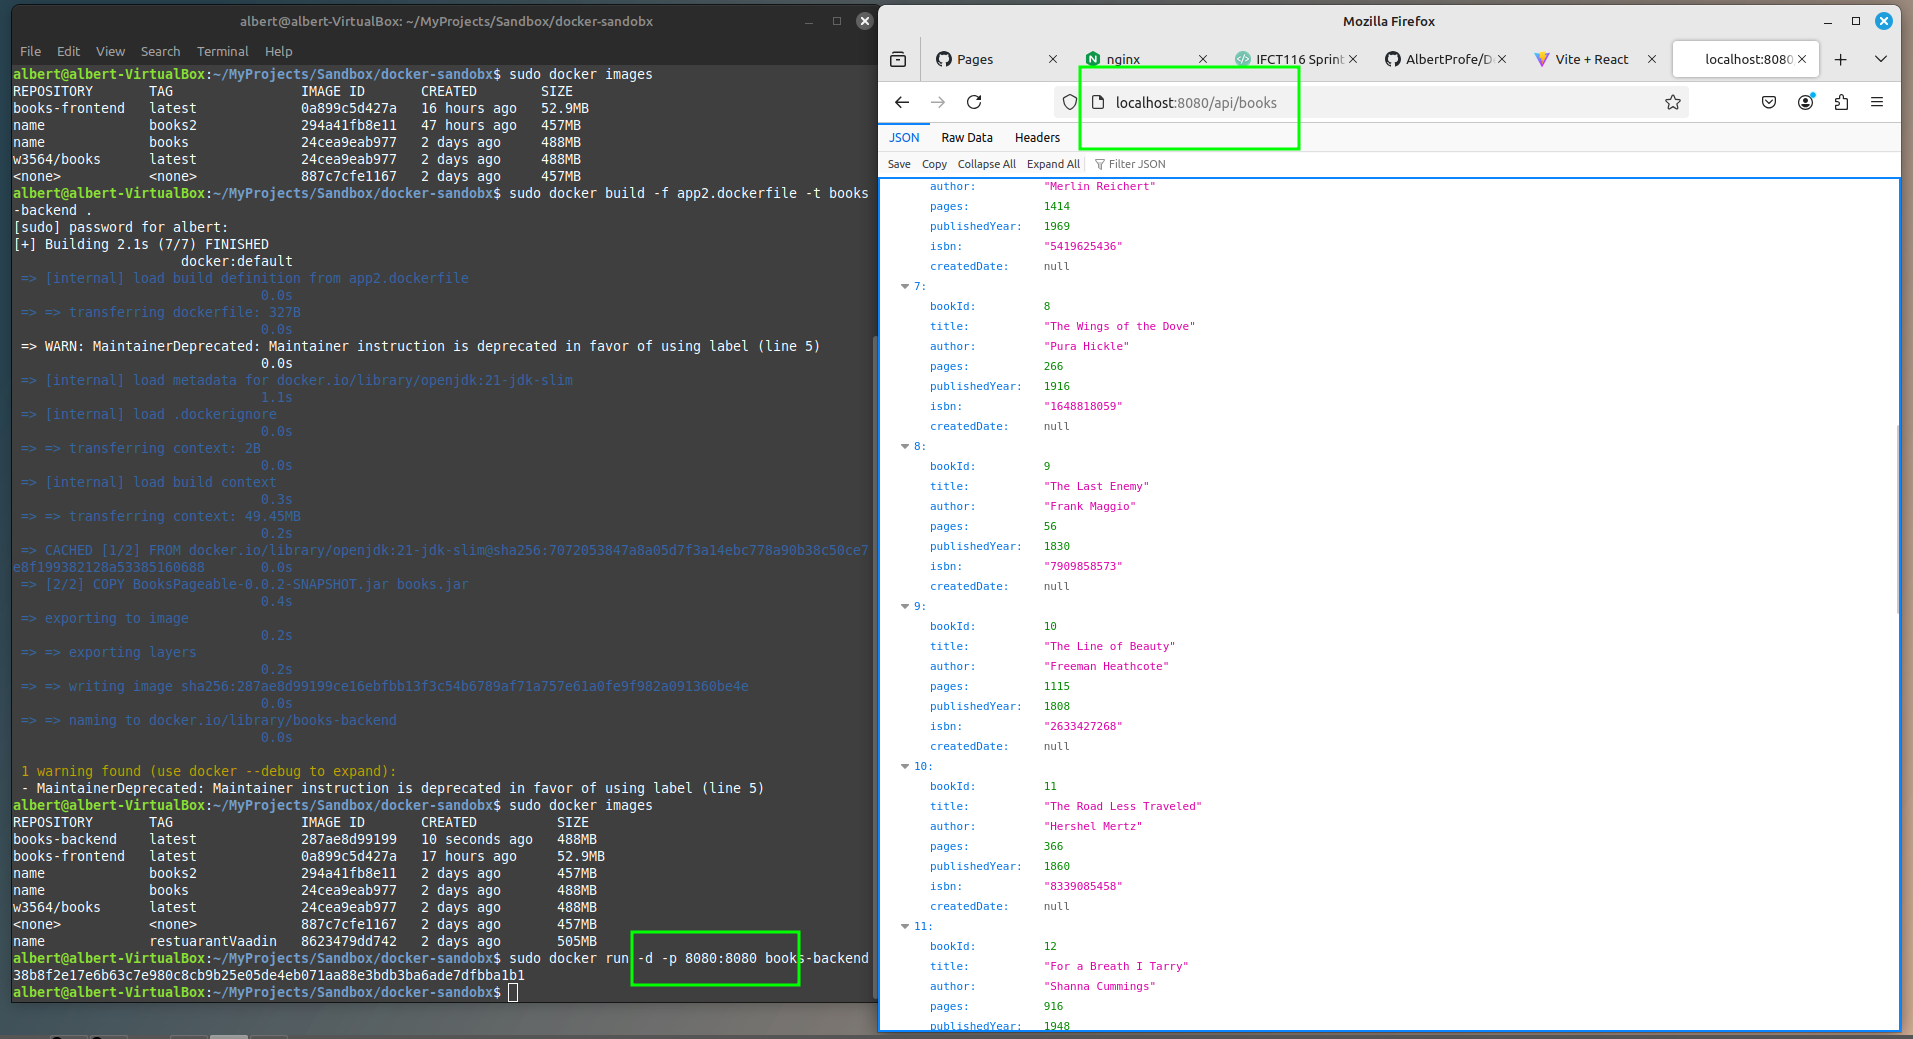 albert@albert-VirtualBox: ~/MyProjects/Sandbox/docker-sandobx
File Edit View Search Terminal Help
albert@albert-VirtualBox:~/MyProjects/Sandbox/docker-sandobx$ sudo docker images
REPOSITORY TAG IMAGE ID CREATED SIZE
books-frontend latest 0a899c5d427a 16 hours ago 52.9MB
name books2 294a41fb8e11 47 hours ago 457MB
name books 24cea9eab977 2 days ago 488MB
w3564/books latest 24cea9eab977 2 days ago 488MB
<none> <none> 887c7cfe1167 2 days ago 457MB
albert@albert-VirtualBox:~/MyProjects/Sandbox/docker-sandobx$ sudo docker build -f app2.dockerfile -t books
-backend .
[sudo] password for albert:
[+] Building 2.1s (7/7) FINISHED
docker:default
=> [internal] load build definition from app2.dockerfile
0.0s
=> => transferring dockerfile: 327B
0.0s
=> WARN: MaintainerDeprecated: Maintainer instruction is deprecated in favor of using label (line 5)
0.0s
=> [internal] load metadata for docker.io/library/openjdk:21-jdk-slim
1.1s
=> [internal] load .dockerignore
0.0s
=> => transferring context: 2B
0.0s
=> [internal] load build context
0.3s
=> => transferring context: 49.45MB
0.2s
=> CACHED [1/2] FROM docker.io/library/openjdk:21-jdk-slim@sha256:7072053847a8a05d7f3a14ebc778a90b38c50ce7
e8f199382128a53385160688 0.0s
=> [2/2] COPY BooksPageable-0.0.2-SNAPSHOT.jar books.jar
0.4s
=> exporting to image
0.2s
=> => exporting layers
0.2s
=> => writing image sha256:287ae8d99199ce16ebfbb13f3c54b6789af71a757e61a0fe9f982a091360be4e
0.0s
=> => naming to docker.io/library/books-backend
0.0s
1 warning found (use docker --debug to expand):
- MaintainerDeprecated: Maintainer instruction is deprecated in favor of using label (line 5)
albert@albert-VirtualBox:~/MyProjects/Sandbox/docker-sandobx$ sudo docker images
REPOSITORY TAG IMAGE ID CREATED SIZE
books-backend latest 287ae8d99199 10 seconds ago 488MB
books-frontend latest 0a899c5d427a 17 hours ago 52.9MB
name books2 294a41fb8e11 2 days ago 457MB
name books 24cea9eab977 2 days ago 488MB
w3564/books latest 24cea9eab977 2 days ago 488MB
<none> <none> 887c7cfe1167 2 days ago 457MB
name restuarantVaadin 8623479dd742 2 days ago 505MB
albert@albert-VirtualBox:~/MyProjects/Sandbox/docker-sandobx$ sudo docker run -d -p 8080:8080 books-backend
38b8f2e17e6b63c7e980c8cb9b25e05de4eb071aa88e3bdb3ba6ade7dfbba1b1
albert@albert-VirtualBox:~/MyProjects/Sandbox/docker-sandobx$
Mozilla Firefox
Pages nginx IFCT116 Sprint AlbertProfe/D Vite + React localhost:8080
localhost:8080/api/books
JSON Raw Data Headers
Save Copy Collapse All Expand All Filter JSON
author: "Merlin Reichert"
pages: 1414
publishedYear: 1969
isbn: "5419625436"
createdDate: null
7:
bookId: 8
title: "The Wings of the Dove"
author: "Pura Hickle"
pages: 266
publishedYear: 1916
isbn: "1648818059"
createdDate: null
8:
bookId: 9
title: "The Last Enemy"
author: "Frank Maggio"
pages: 56
publishedYear: 1830
isbn: "7909858573"
createdDate: null
9:
bookId: 10
title: "The Line of Beauty"
author: "Freeman Heathcote"
pages: 1115
publishedYear: 1808
isbn: "2633427268"
createdDate: null
10:
bookId: 11
title: "The Road Less Traveled"
author: "Hershel Mertz"
pages: 366
publishedYear: 1860
isbn: "8339085458"
createdDate: null
11:
bookId: 12
title: "For a Breath I Tarry"
author: "Shanna Cummings"
pages: 916
publishedYear: 1948